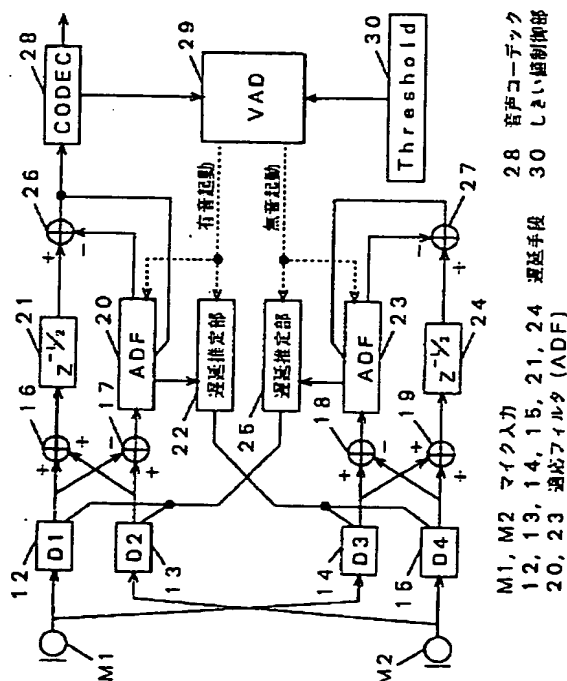 28
CODEC
26
+
−
29
VAD
30
Threshold
有音起動
無音起動
21
Z^-L/2
20
ADF
22
遅延推定部
25
遅延推定部
23
ADF
24
Z^-L/2
27
−
+
16
+
+
17
−
+
18
+
−
19
+
+
12
D1
13
D2
14
D3
15
D4
M1
M2
M1, M2 マイク入力
12, 13, 14, 15, 21, 24 遅延手段
20, 23 適応フィルタ (ADF)
28 音声コーデック
30 しきい値制御部